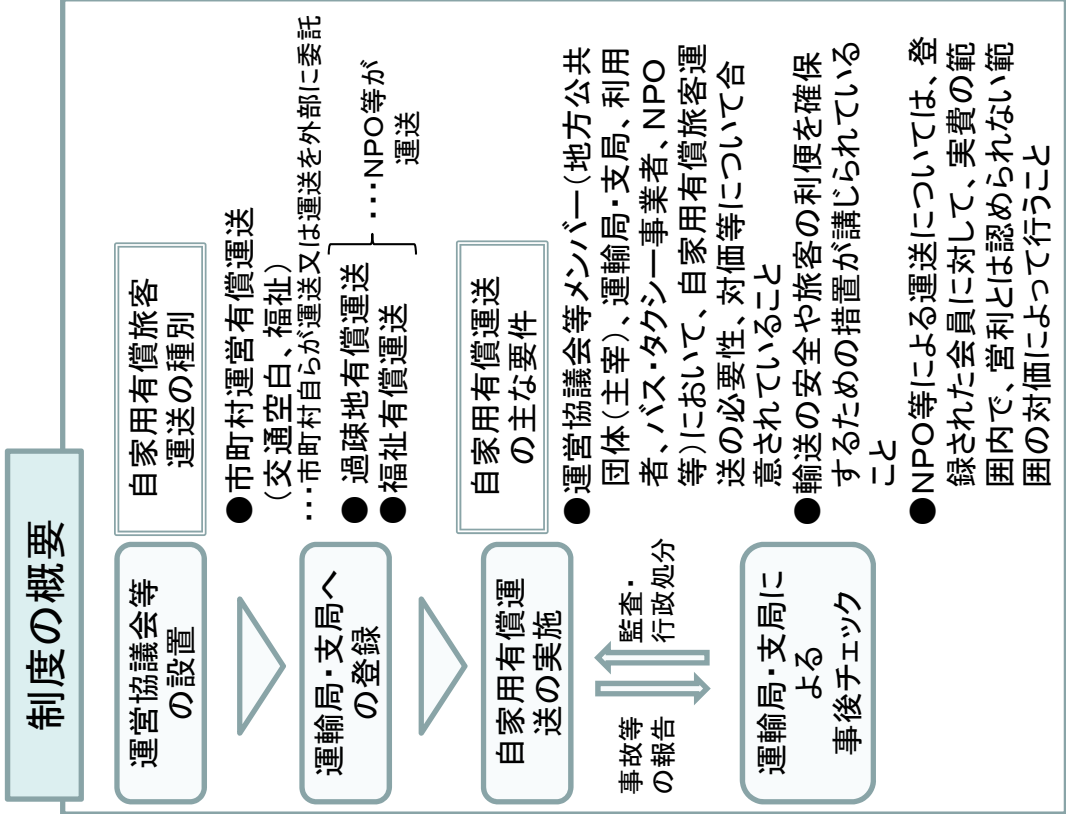 制度の概要
運営協議会等
の設置
運輸局・支局へ
の登録
自家用有償運
送の実施
事故等
の報告
監査・
行政処分
運輸局・支局に
よる
事後チェック
自家用有償旅客
運送の種別
●市町村運営有償運送
(交通空白、福祉)
・・・市町村自らが運送又は運送を外部に委託
●過疎地有償運送
●福祉有償運送
・・・NPO等が
運送
自家用有償運送
の主な要件
●運営協議会等メンバー(地方公共
団体(主宰)、運輸局・支局、利用
者、バス・タクシー事業者、NPO
等)において、自家用有償旅客運
送の必要性、対価等について合
意されていること
●輸送の安全や旅客の利便を確保
するための措置が講じられている
こと
●NPO等による運送については、登
録された会員に対して、実費の範
囲内で、営利とは認められない範
囲の対価によって行うこと